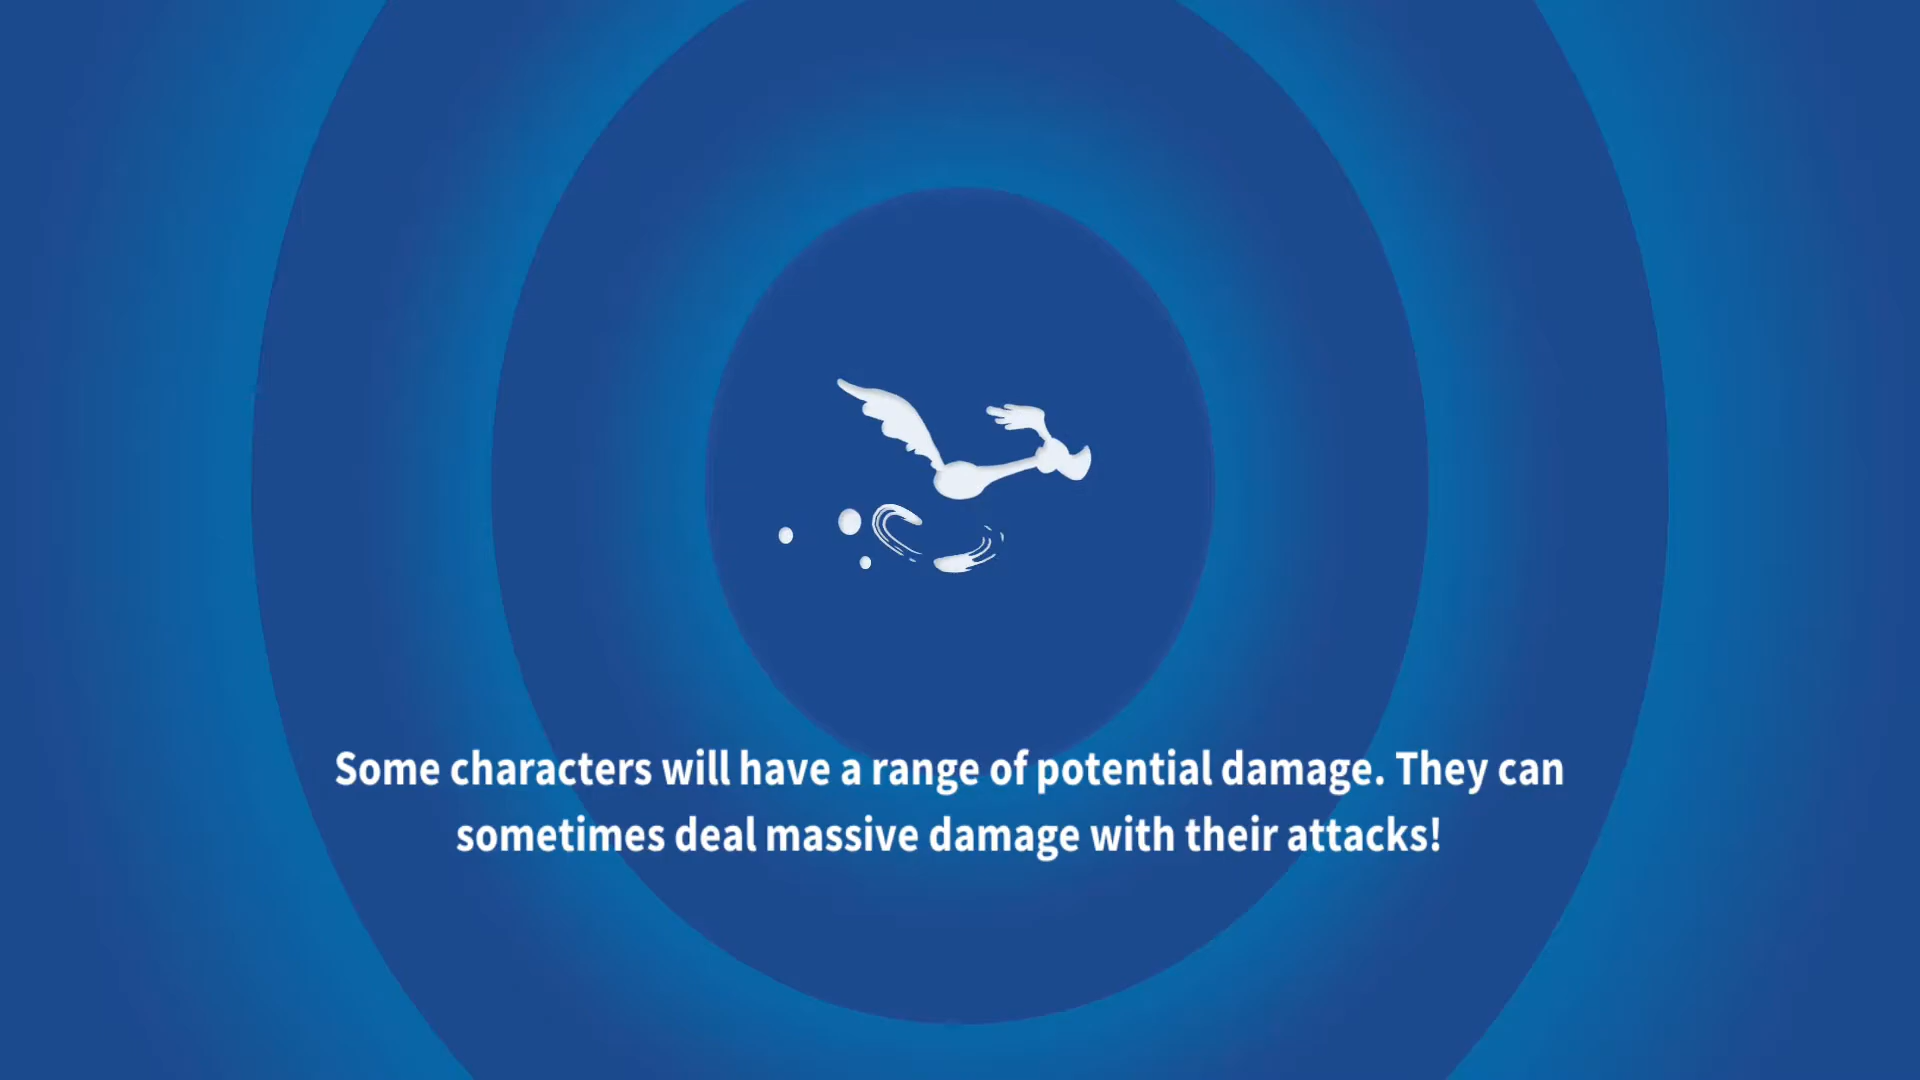 Some characters will have a range of potential damage. They can
sometimes deal massive damage with their attacks!